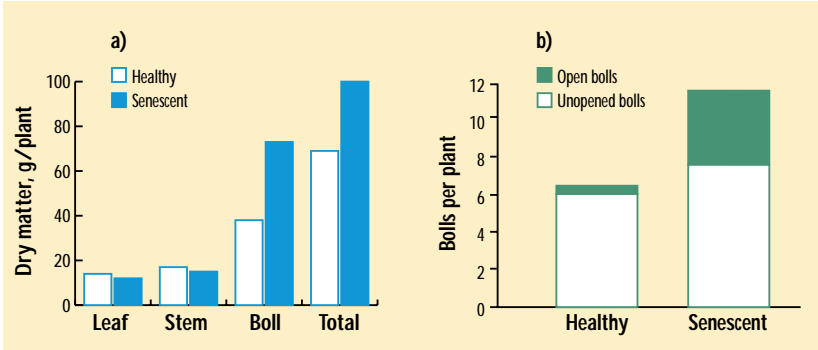 a)
Healthy
Senescent
Dry matter, g/plant
100
80
60
40
20
0
Leaf Stem Boll Total
b)
Open bolls
Unopened bolls
Bolls per plant
12
10
8
6
4
2
0
Healthy Senescent